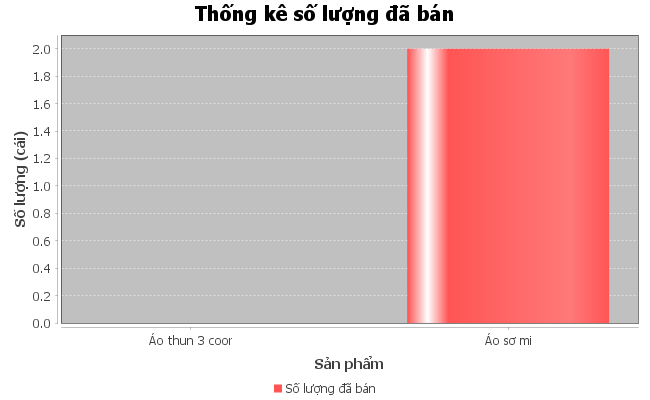 Thống kê số lượng đã bán
Số lượng (cái)
2.0
1.8
1.6
1.4
1.2
1.0
0.8
0.6
0.4
0.2
0.0
Áo thun 3 coor
Áo sơ mi
Sản phẩm
Số lượng đã bán